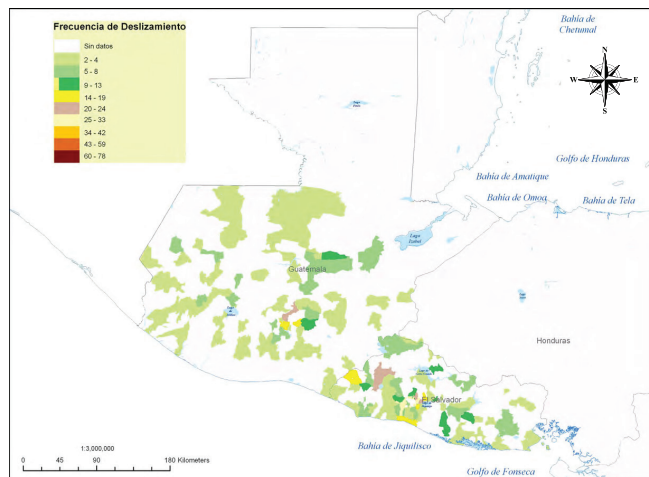 Frecuencia de Deslizamiento
Sin datos
2 - 4
5 - 8
9 - 13
14 - 19
20 - 24
25 - 33
34 - 42
43 - 59
60 - 78
Bahía de
Chetumal
N
W
E
S
Golfo de Honduras
Bahía de Amatique
Bahía de Omoa
Bahía de Tela
Lago
Izabal
Guatemala
Honduras
El Salvador
Bahía de Jiquilisco
Golfo de Fonseca
1:3,000,000
0
45
90
180 Kilometers